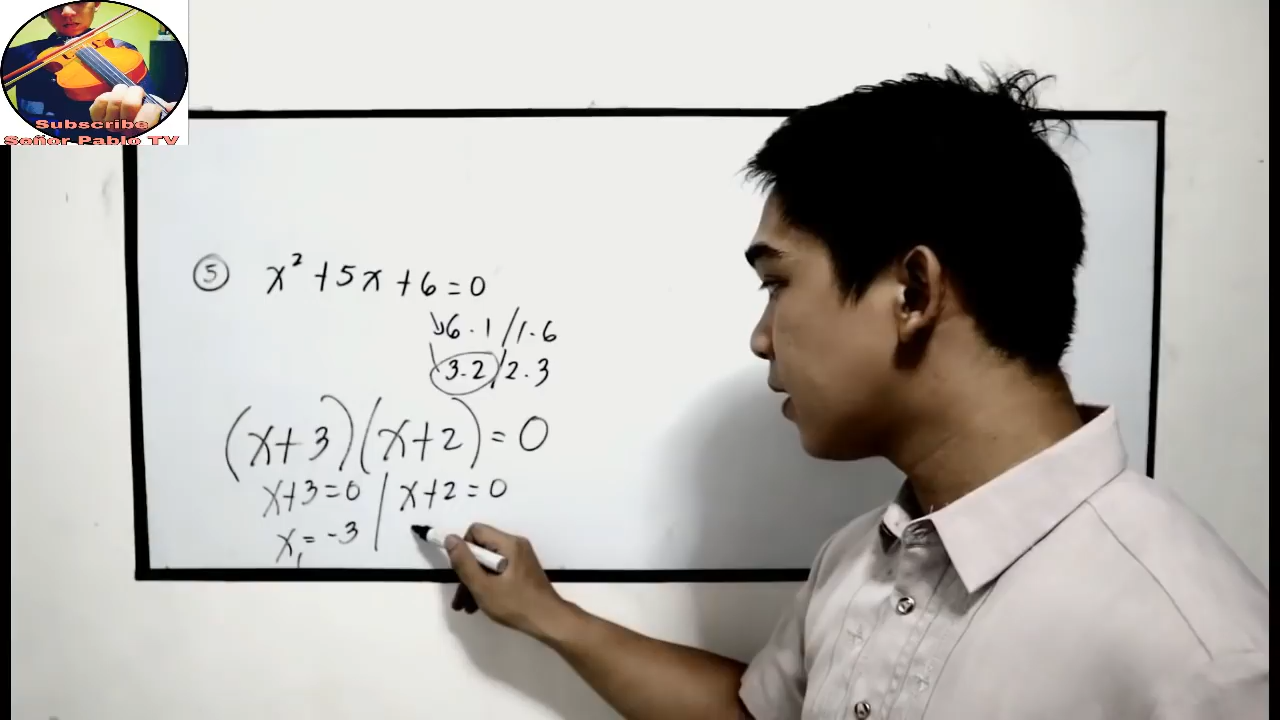 Subscribe
Señor Pablo TV
5 x² + 5x + 6 = 0
6 . 1 / 1 . 6
3 . 2 / 2 . 3
(x + 3)(x + 2) = 0
x + 3 = 0 | x + 2 = 0
x₁ = -3